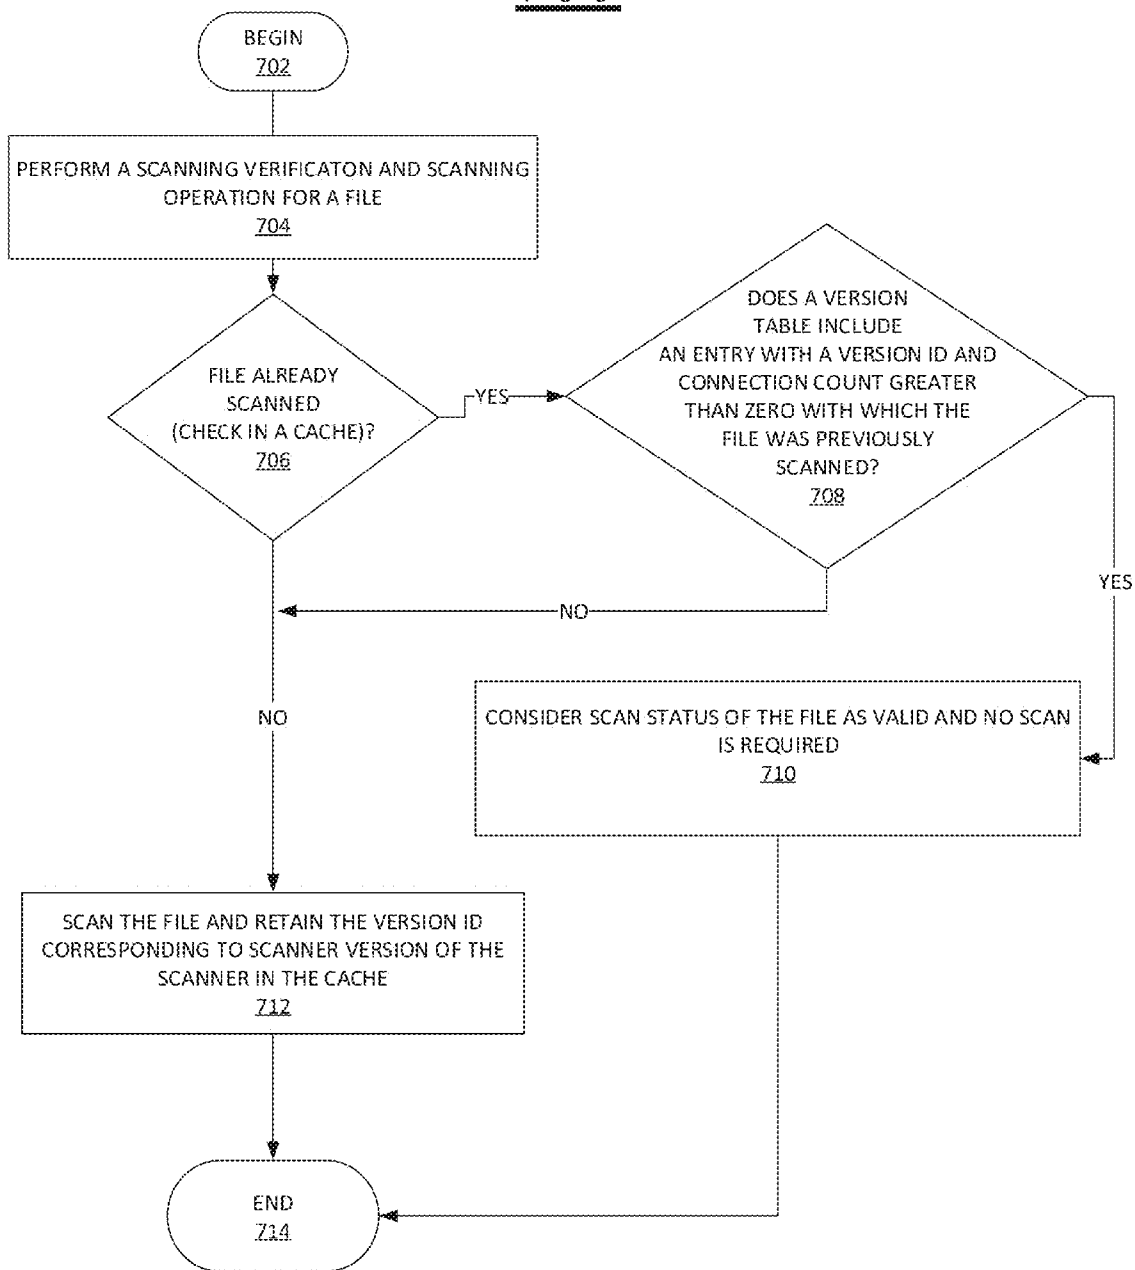 BEGIN
702
PERFORM A SCANNING VERIFICATON AND SCANNING
OPERATION FOR A FILE
704
FILE ALREADY
SCANNED
(CHECK IN A CACHE)?
706
YES
DOES A VERSION
TABLE INCLUDE
AN ENTRY WITH A VERSION ID AND
CONNECTION COUNT GREATER
THAN ZERO WITH WHICH THE
FILE WAS PREVIOUSLY
SCANNED?
708
YES
NO
NO
CONSIDER SCAN STATUS OF THE FILE AS VALID AND NO SCAN
IS REQUIRED
710
SCAN THE FILE AND RETAIN THE VERSION ID
CORRESPONDING TO SCANNER VERSION OF THE
SCANNER IN THE CACHE
712
END
714